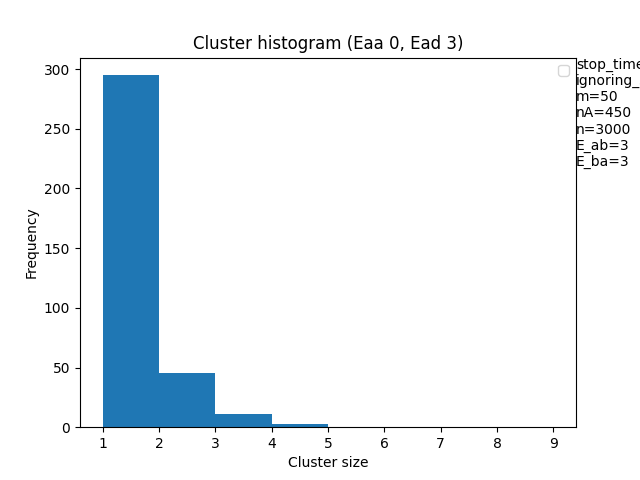 Cluster histogram (Eaa 0, Ead 3)
300
250
200
150
100
50
0
Frequency
1 2 3 4 5 6 7 8 9
Cluster size
stop_time
ignoring_
m=50
nA=450
n=3000
E_ab=3
E_ba=3